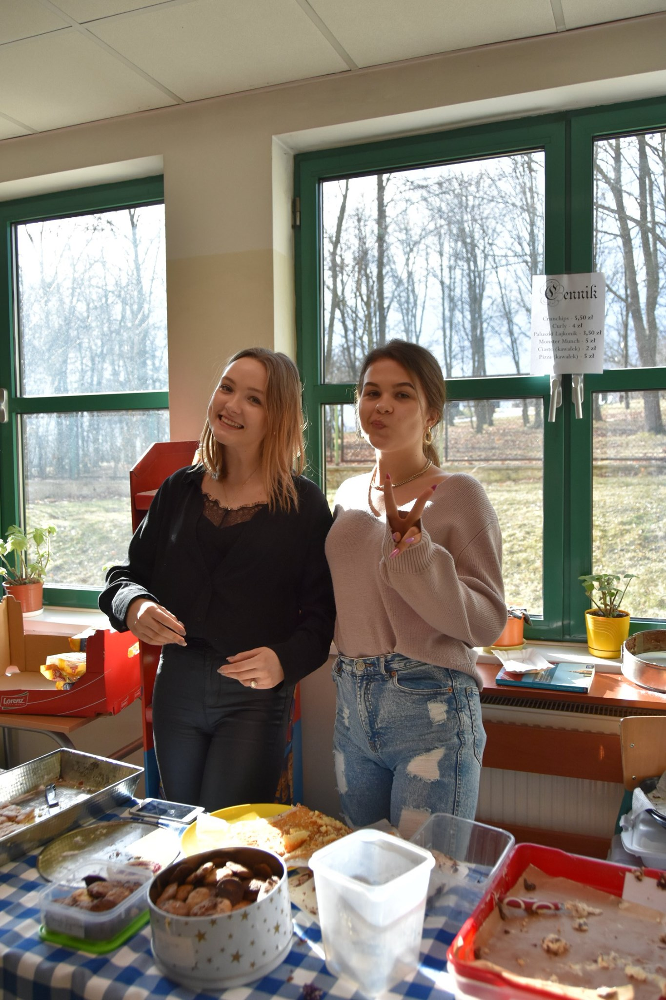 Cennik
Crunchips - 5,50 zł
Curly - 4 zł
Paluszki Lajkonik - 3,50 zł
Monster Munch - 5 zł
Ciasto (kawałek) - 2 zł
Pizza (kawałek) - 5 zł
Lorenz